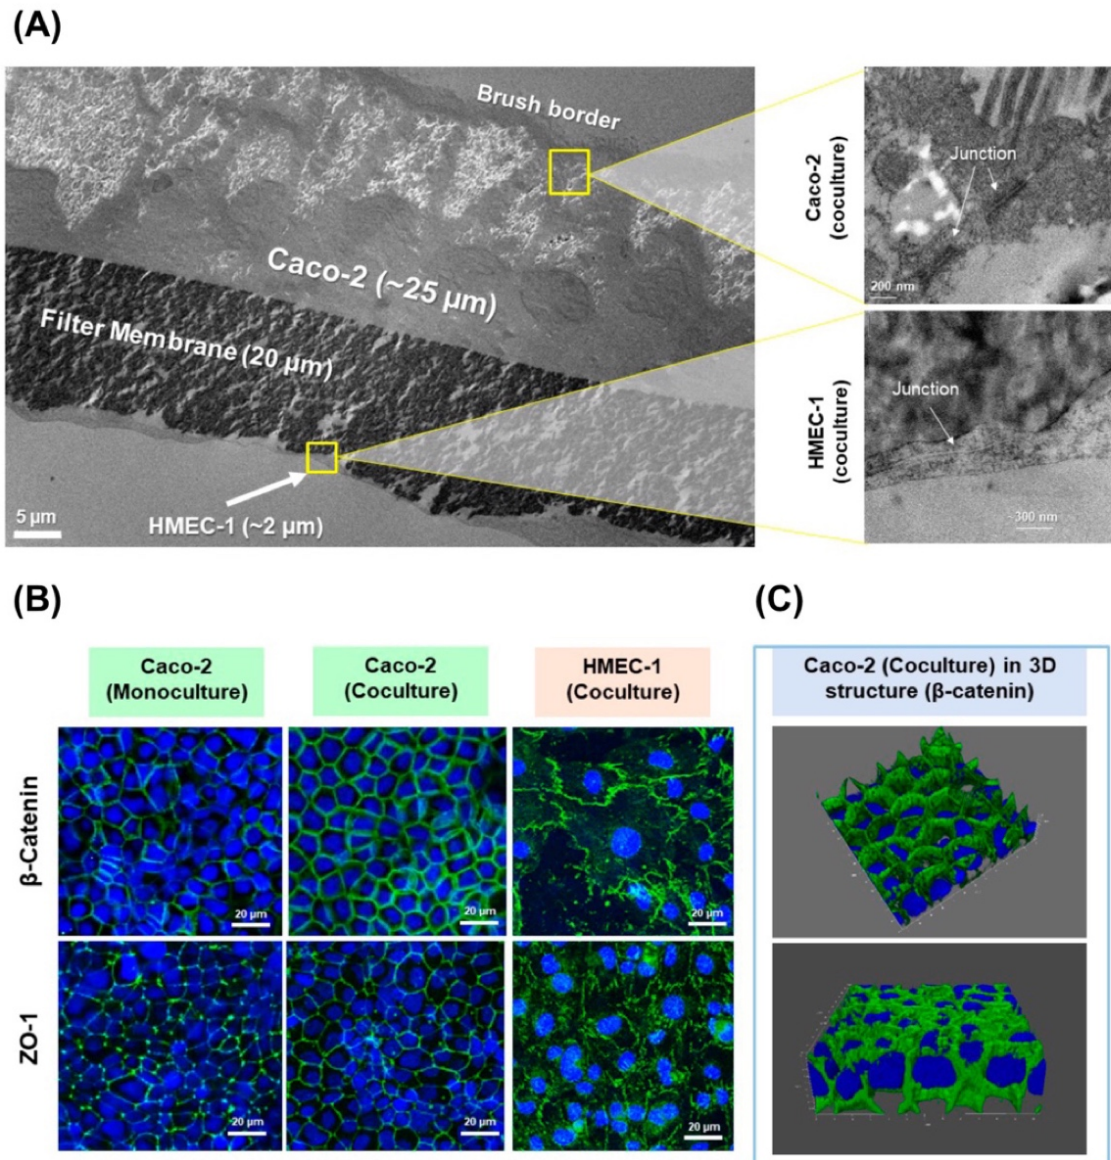 (A)
Brush border
Caco-2 (~25 µm)
Filter Membrane (20 µm)
HMEC-1 (~2 µm)
5 µm
Caco-2
(coculture)
Junction
200 nm
HMEC-1
(coculture)
Junction
~300 nm
(B)
Caco-2
(Monoculture)
Caco-2
(Coculture)
HMEC-1
(Coculture)
β-Catenin
20 µm
20 µm
20 µm
ZO-1
20 µm
20 µm
20 µm
(C)
Caco-2 (Coculture) in 3D
structure (β-catenin)